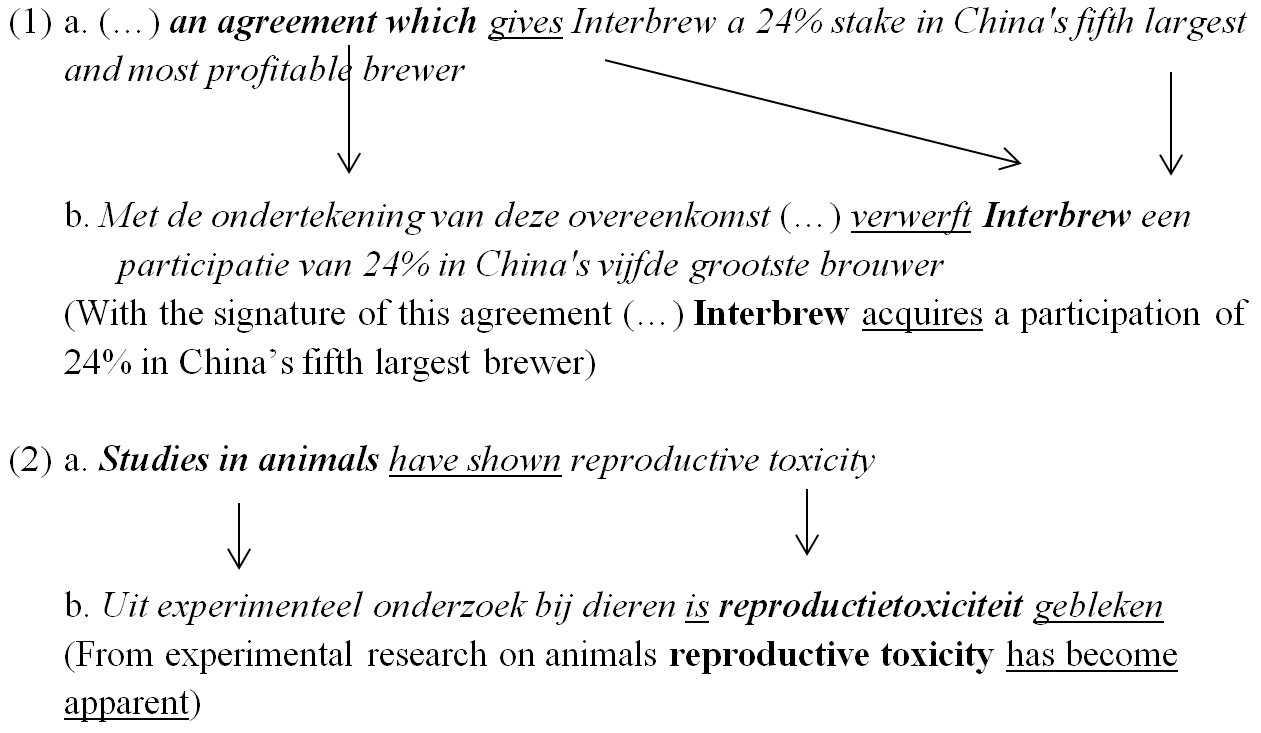 (1) a. (…) an agreement which gives Interbrew a 24% stake in China's fifth largest
and most profitable brewer
b. Met de ondertekening van deze overeenkomst (…) verwerft Interbrew een
participatie van 24% in China's vijfde grootste brouwer
(With the signature of this agreement (…) Interbrew acquires a participation of
24% in China’s fifth largest brewer)
(2) a. Studies in animals have shown reproductive toxicity
b. Uit experimenteel onderzoek bij dieren is reproductietoxiciteit gebleken
(From experimental research on animals reproductive toxicity has become
apparent)